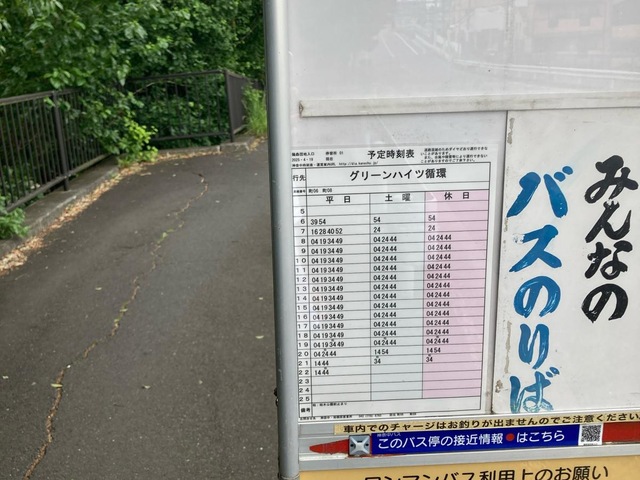 予定時刻表
行先 グリーンハイツ循環
平日 土曜 休日
5
6 39 54 54 54
7 16 28 40 52 24 24
8 04 19 34 49 04 24 44 04 24 44
9 04 19 34 49 04 24 44 04 24 44
10 04 19 34 49 04 24 44 04 24 44
11 04 19 34 49 04 24 44 04 24 44
12 04 19 34 49 04 24 44 04 24 44
13 04 19 34 49 04 24 44 04 24 44
14 04 19 34 49 04 24 44 04 24 44
15 04 19 34 49 04 24 44 04 24 44
16 04 19 34 49 04 24 44 04 24 44
17 04 19 34 49 04 24 44 04 24 44
18 04 19 34 49 04 24 44 04 24 44
19 04 19 34 49 04 24 44 04 24 44
20 04 24 44 14 54 14 54
21 14 44 34 34
22 14 44
23
24
25
備考
みんなの
バスのりば
車内でのチャージはお釣りが出ませんのでご注意ください
このバス停の接近情報●はこちら
ワンマンバス利用上のお願い